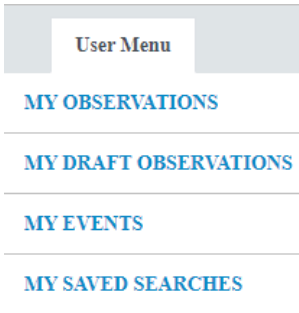 User Menu
MY OBSERVATIONS
MY DRAFT OBSERVATIONS
MY EVENTS
MY SAVED SEARCHES